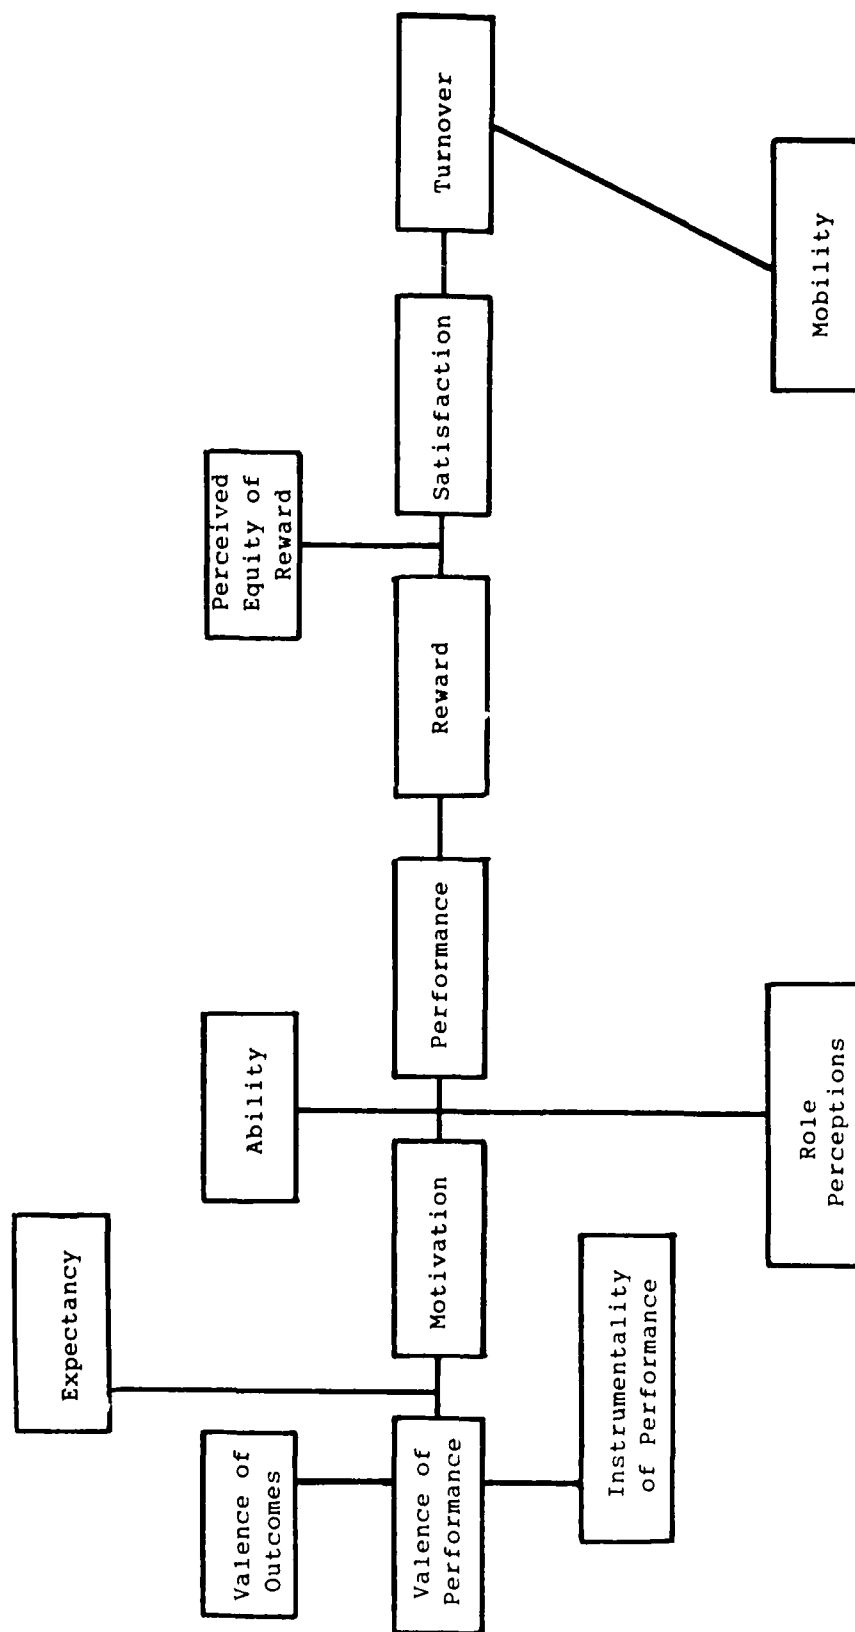 Expectancy
Valence of
Outcomes
Valence of
Performance
Instrumentality
of Performance
Motivation
Ability
Role
Perceptions
Performance
Reward
Perceived
Equity of
Reward
Satisfaction
Turnover
Mobility